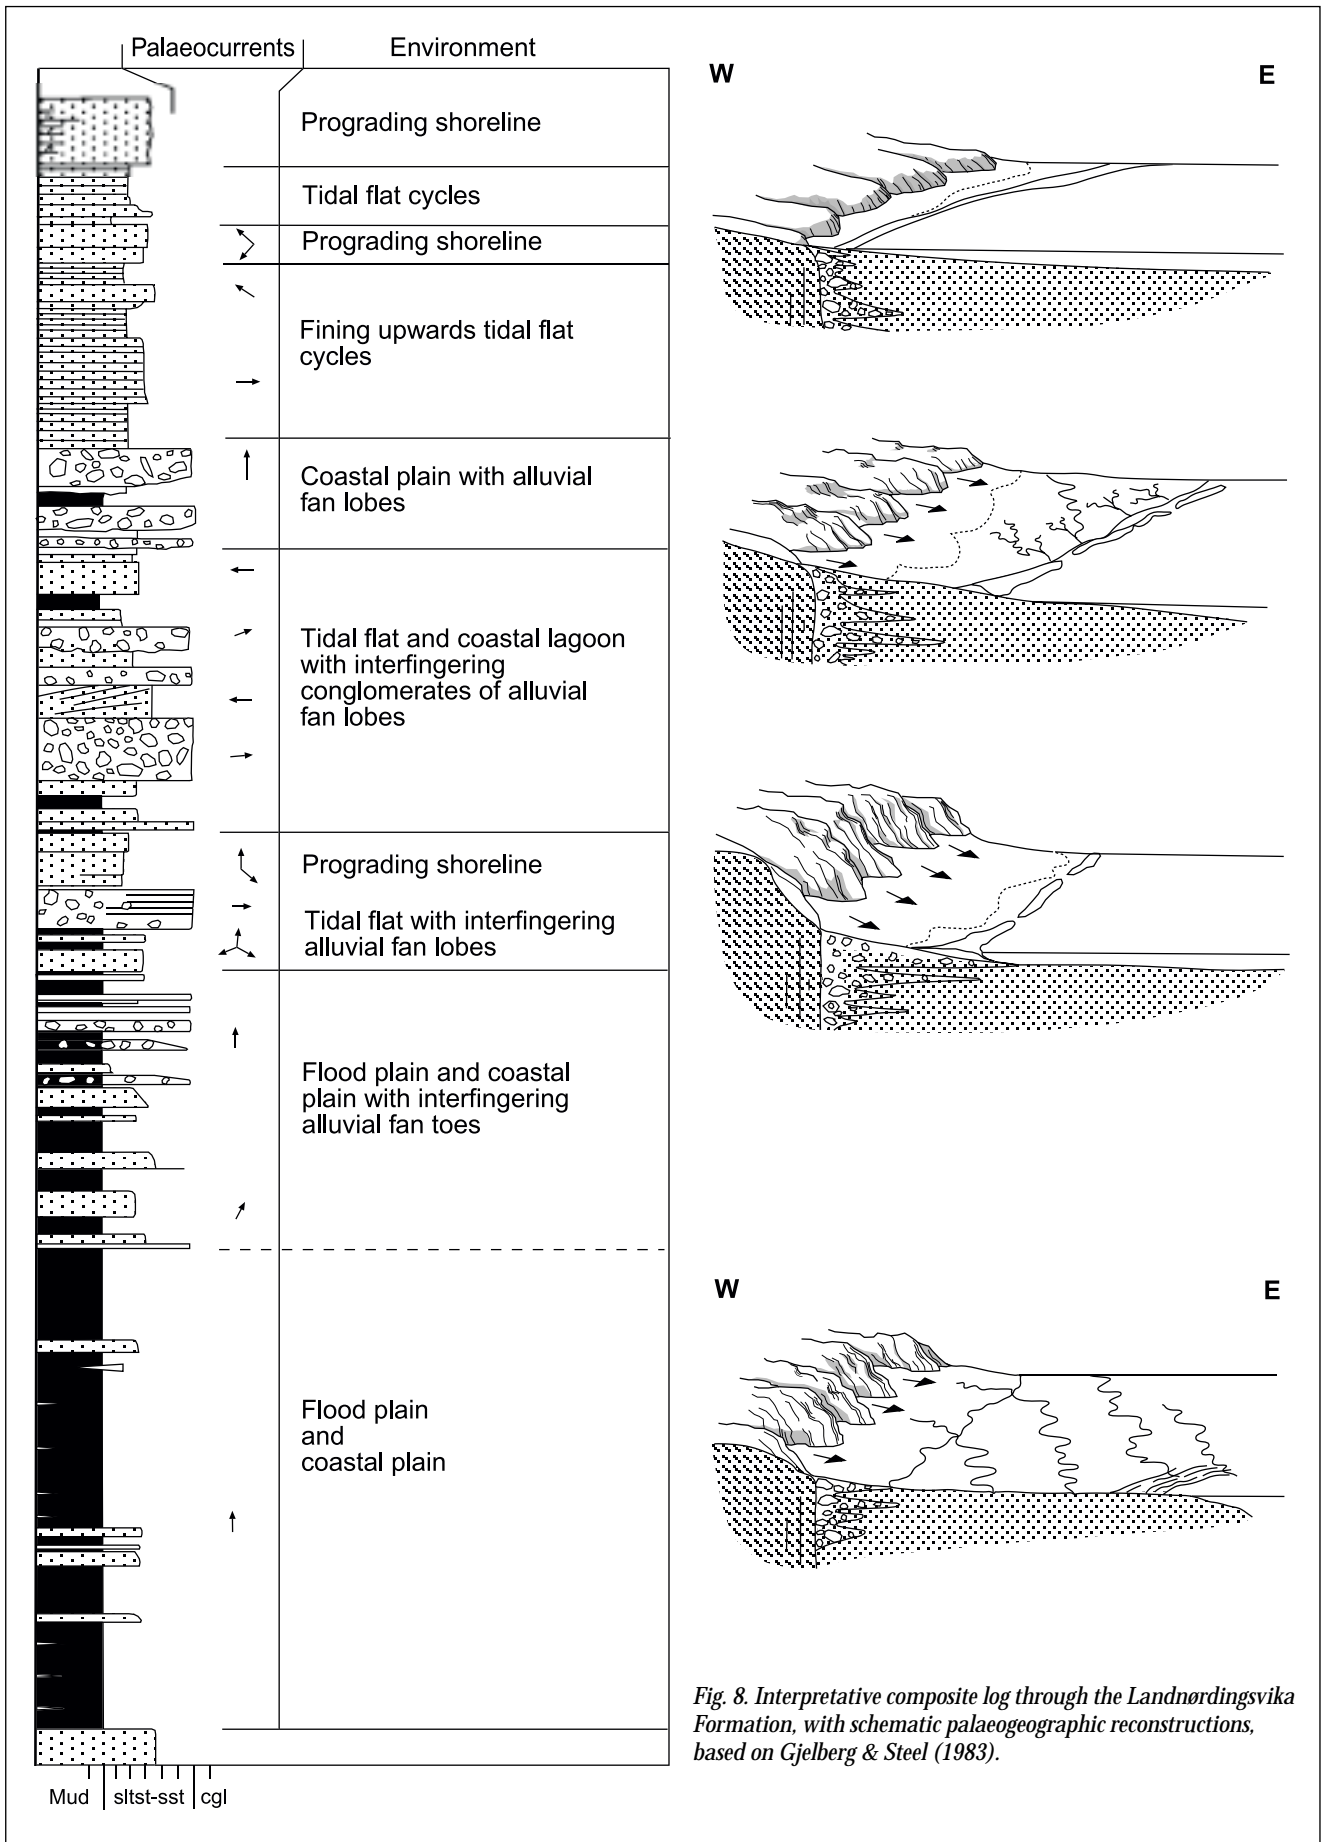 Palaeocurrents
Environment
W
E
Prograding shoreline
Tidal flat cycles
Prograding shoreline
Fining upwards tidal flat
cycles
Coastal plain with alluvial
fan lobes
Tidal flat and coastal lagoon
with interfingering
conglomerates of alluvial
fan lobes
Prograding shoreline
Tidal flat with interfingering
alluvial fan lobes
Flood plain and coastal
plain with interfingering
alluvial fan toes
W
E
Flood plain
and
coastal plain
Fig. 8. Interpretative composite log through the Landnørdingsvika
Formation, with schematic palaeogeographic reconstructions,
based on Gjelberg & Steel (1983).
Mud
sltst-sst
cgl